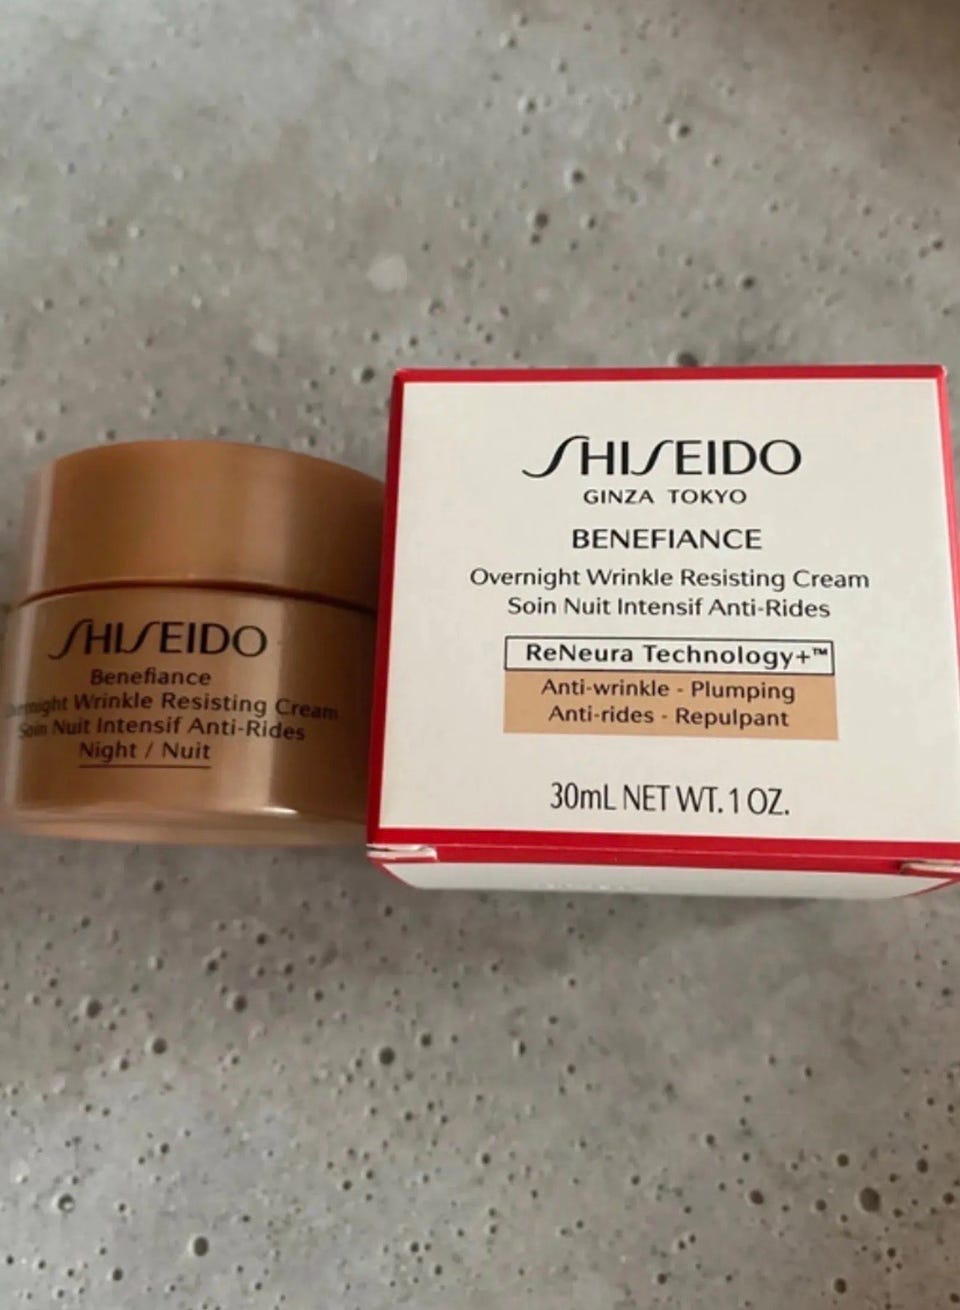 SHISEIDO
Benefiance
Overnight Wrinkle Resisting Cream
Soin Nuit Intensif Anti-Rides
Night / Nuit
SHISEIDO
GINZA TOKYO
BENEFIANCE
Overnight Wrinkle Resisting Cream
Soin Nuit Intensif Anti-Rides
ReNeura Technology+™
Anti-wrinkle - Plumping
Anti-rides - Repulpant
30mL NET WT. 1 OZ.